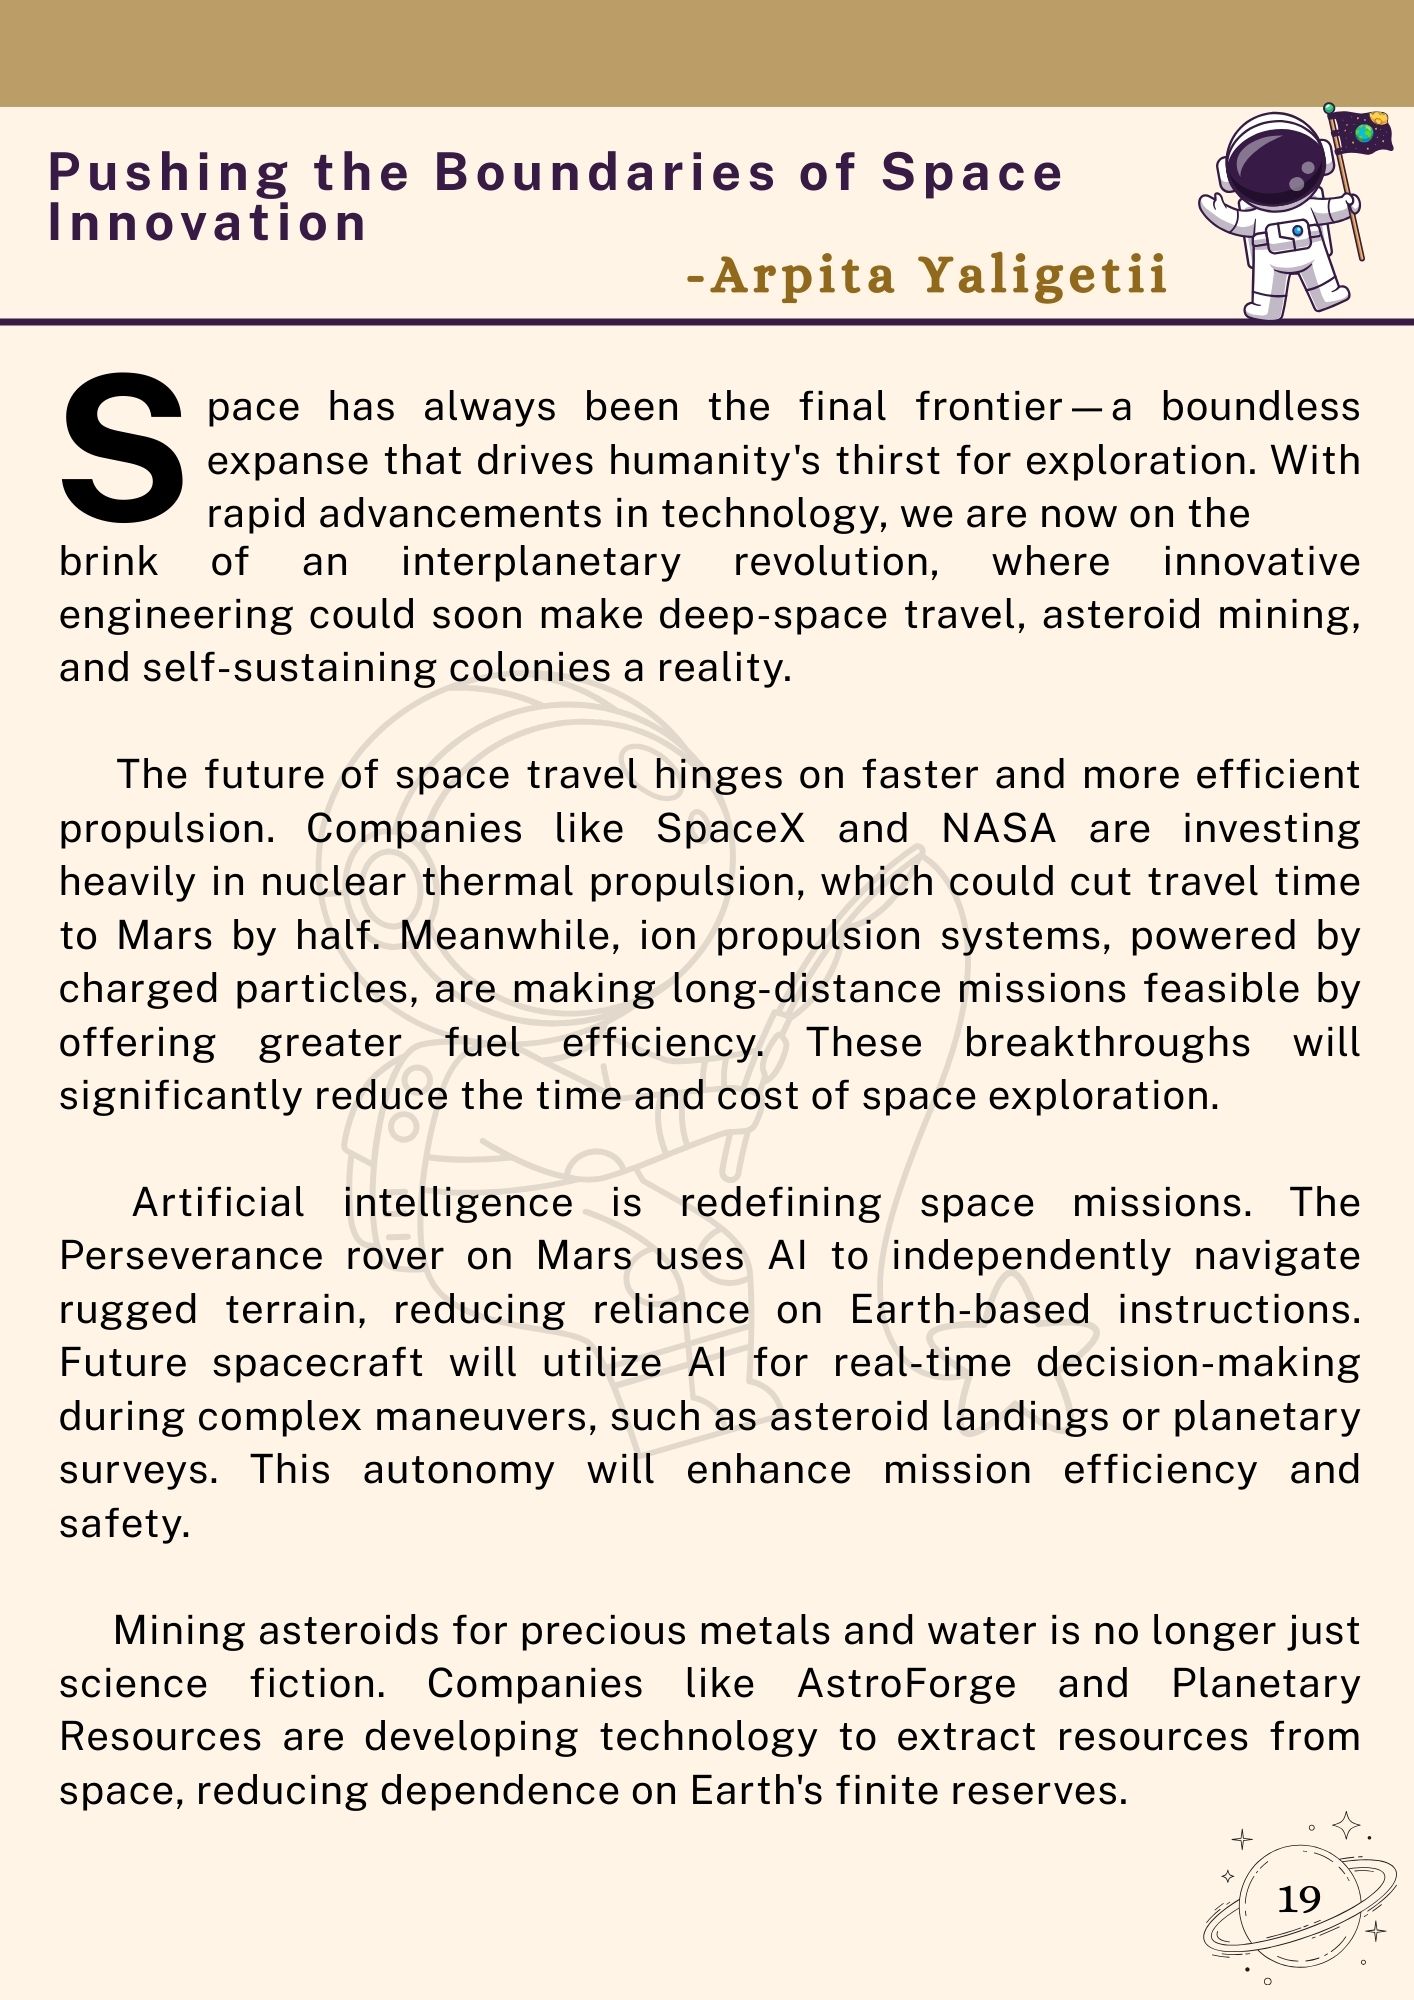 Pushing the Boundaries of Space
Innovation
-Arpita Yaligetii
Space has always been the final frontier—a boundless
expanse that drives humanity's thirst for exploration. With
rapid advancements in technology, we are now on the
brink of an interplanetary revolution, where innovative
engineering could soon make deep-space travel, asteroid mining,
and self-sustaining colonies a reality.
The future of space travel hinges on faster and more efficient
propulsion. Companies like SpaceX and NASA are investing
heavily in nuclear thermal propulsion, which could cut travel time
to Mars by half. Meanwhile, ion propulsion systems, powered by
charged particles, are making long-distance missions feasible by
offering greater fuel efficiency. These breakthroughs will
significantly reduce the time and cost of space exploration.
Artificial intelligence is redefining space missions. The
Perseverance rover on Mars uses AI to independently navigate
rugged terrain, reducing reliance on Earth-based instructions.
Future spacecraft will utilize AI for real-time decision-making
during complex maneuvers, such as asteroid landings or planetary
surveys. This autonomy will enhance mission efficiency and
safety.
Mining asteroids for precious metals and water is no longer just
science fiction. Companies like AstroForge and Planetary
Resources are developing technology to extract resources from
space, reducing dependence on Earth's finite reserves.
19